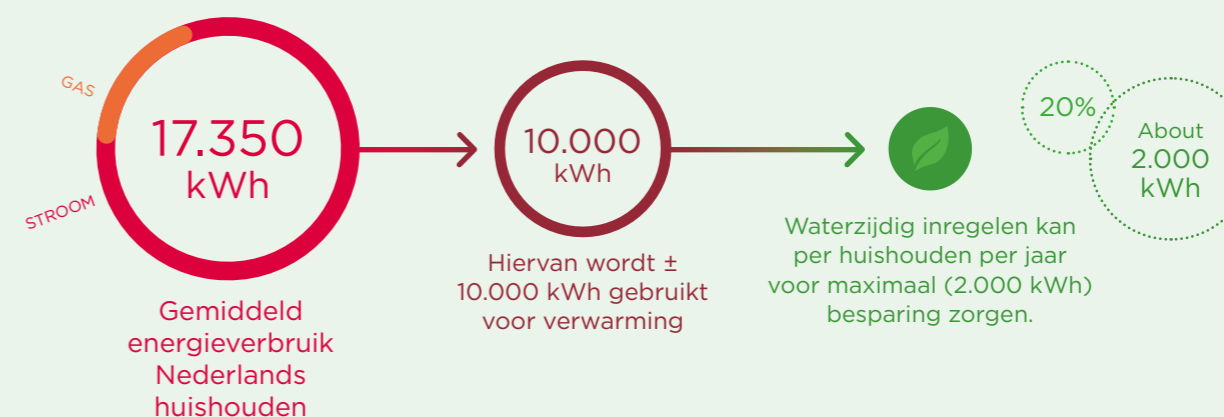 GAS
STROOM
17.350
kWh
Gemiddeld
energieverbruik
Nederlands
huishouden
10.000
kWh
Hiervan wordt ±
10.000 kWh gebruikt
voor verwarming
Waterzijdig inregelen kan
per huishouden per jaar
voor maximaal (2.000 kWh)
besparing zorgen.
20%
About
2.000
kWh